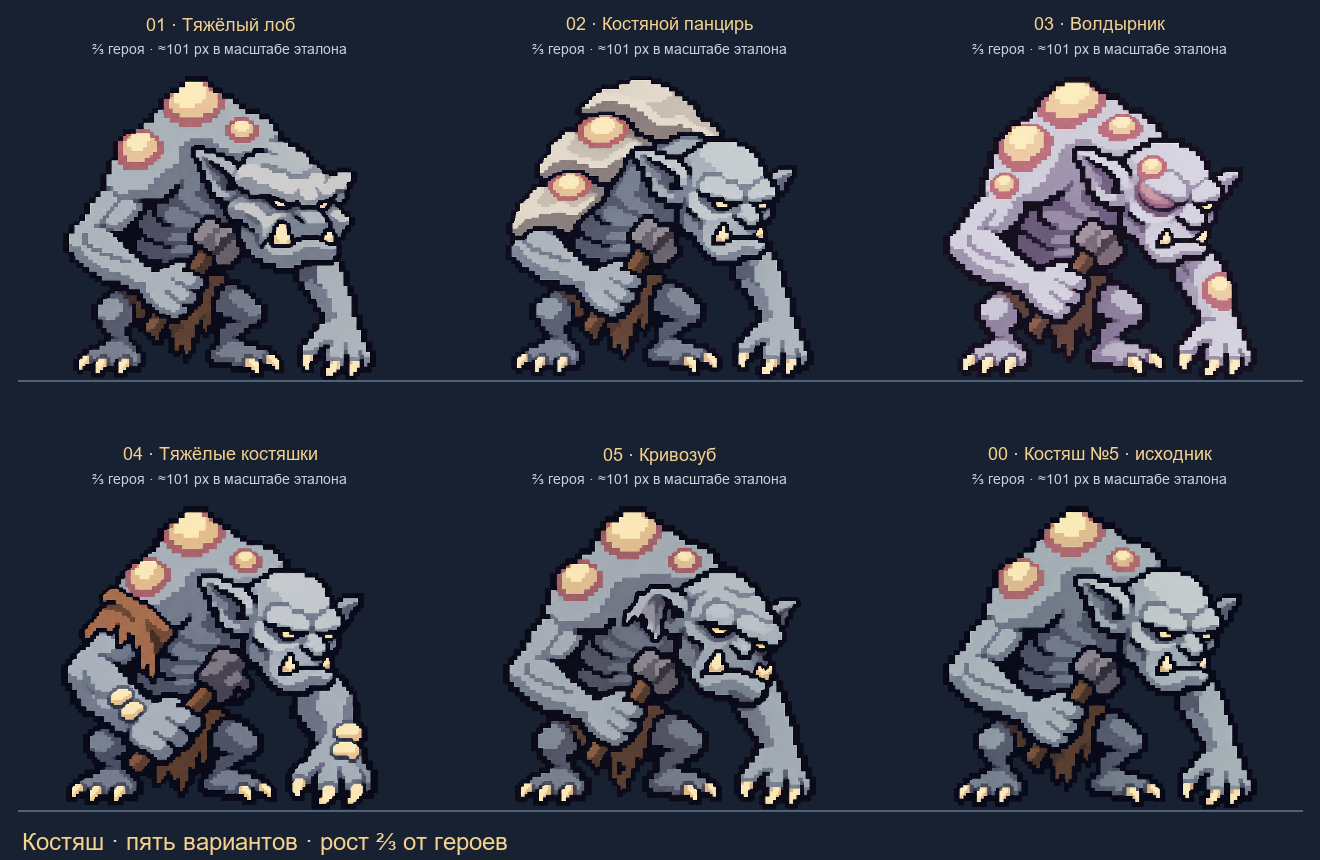 01 · Тяжёлый лоб
⅔ героя · ≈101 px в масштабе эталона
02 · Костяной панцирь
⅔ героя · ≈101 px в масштабе эталона
03 · Волдырник
⅔ героя · ≈101 px в масштабе эталона
04 · Тяжёлые костяшки
⅔ героя · ≈101 px в масштабе эталона
05 · Кривозуб
⅔ героя · ≈101 px в масштабе эталона
00 · Костяш №5 · исходник
⅔ героя · ≈101 px в масштабе эталона
Костяш · пять вариантов · рост ⅔ от героев